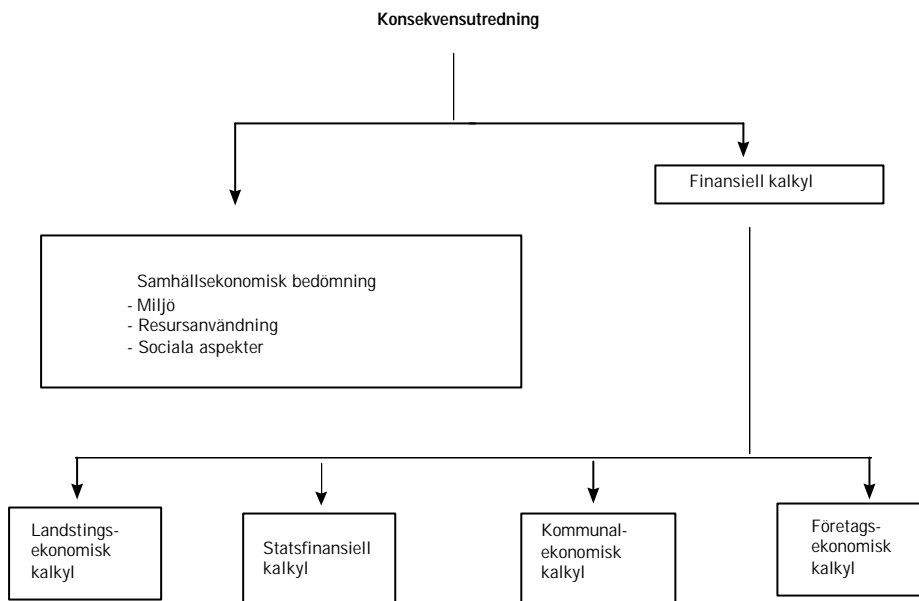 Konsekvensutredning
Finansiell kalkyl
Samhällsekonomisk bedömning
- Miljö
- Resursanvändning
- Sociala aspekter
Landstings-
ekonomisk
kalkyl
Statsfinansiell
kalkyl
Kommunal-
ekonomisk
kalkyl
Företags-
ekonomisk
kalkyl